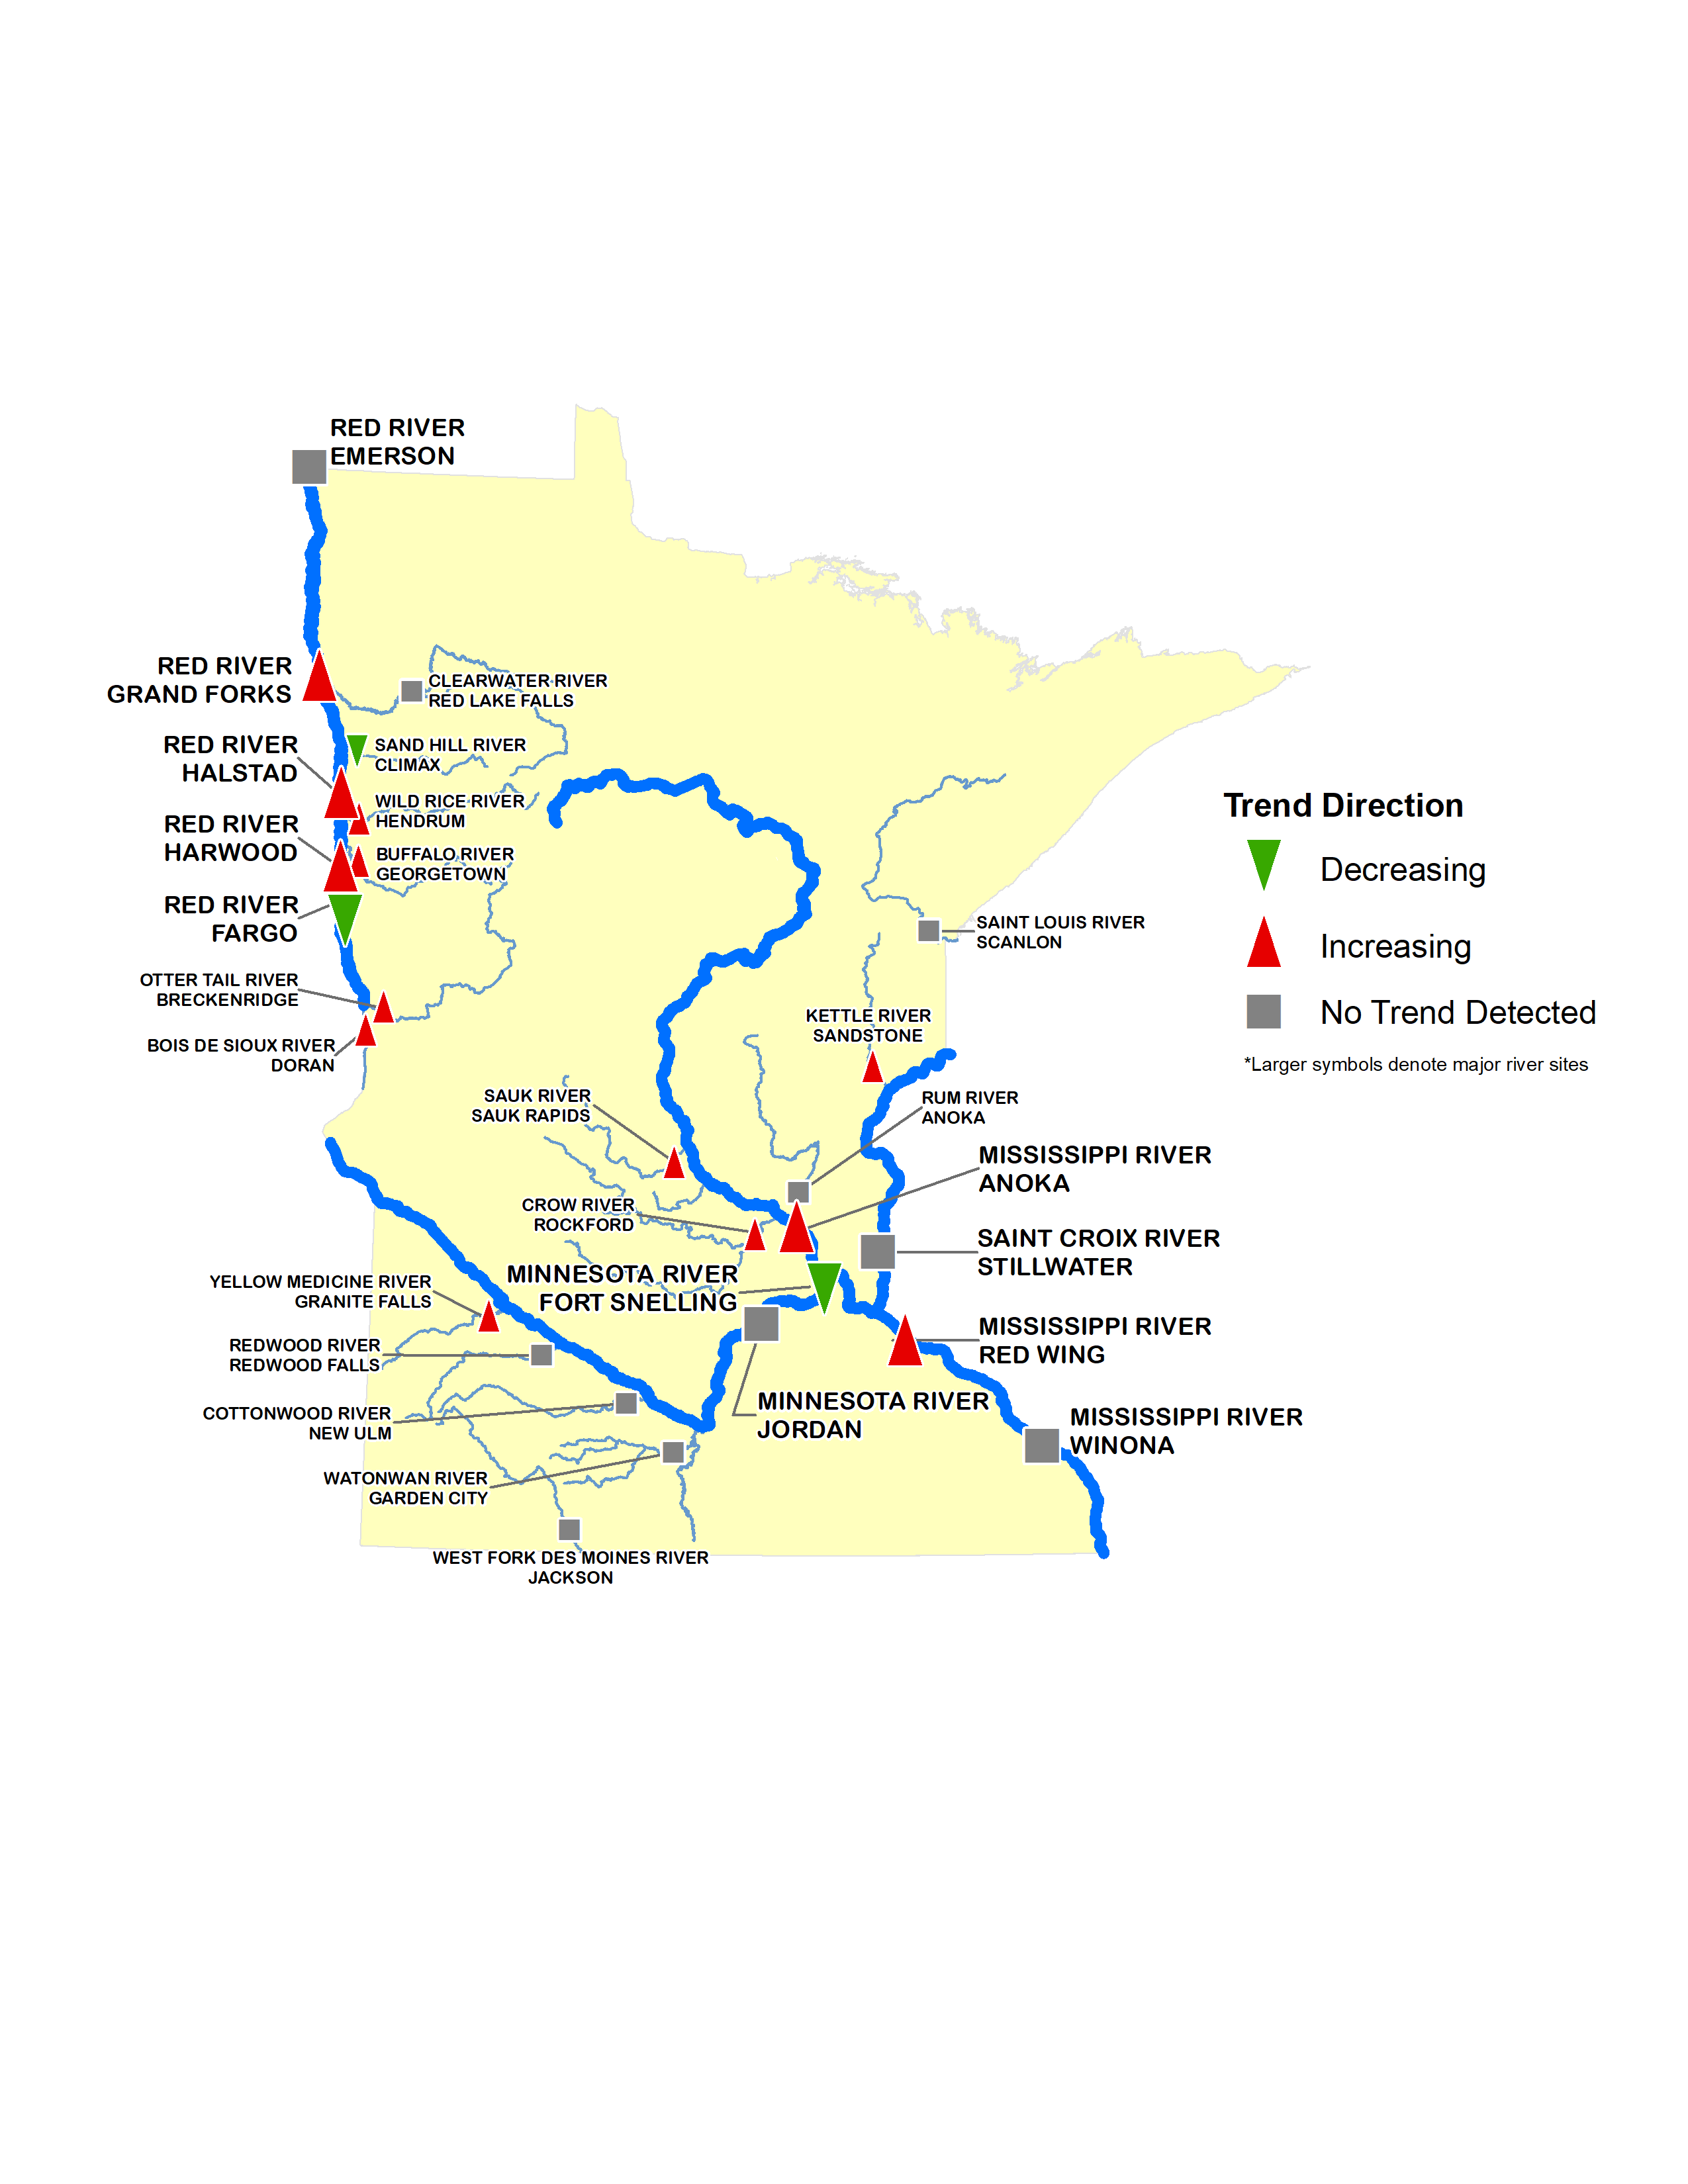 RED RIVER
EMERSON
RED RIVER
GRAND FORKS
CLEARWATER RIVER
RED LAKE FALLS
RED RIVER
HALSTAD
SAND HILL RIVER
CLIMAX
WILD RICE RIVER
HENDRUM
RED RIVER
HARWOOD
BUFFALO RIVER
GEORGETOWN
RED RIVER
FARGO
OTTER TAIL RIVER
BRECKENRIDGE
BOIS DE SIOUX RIVER
DORAN
SAINT LOUIS RIVER
SCANLON
KETTLE RIVER
SANDSTONE
SAUK RIVER
SAUK RAPIDS
RUM RIVER
ANOKA
MISSISSIPPI RIVER
ANOKA
CROW RIVER
ROCKFORD
SAINT CROIX RIVER
STILLWATER
MINNESOTA RIVER
FORT SNELLING
YELLOW MEDICINE RIVER
GRANITE FALLS
MISSISSIPPI RIVER
RED WING
REDWOOD RIVER
REDWOOD FALLS
MINNESOTA RIVER
JORDAN
COTTONWOOD RIVER
NEW ULM
MISSISSIPPI RIVER
WINONA
WATONWAN RIVER
GARDEN CITY
WEST FORK DES MOINES RIVER
JACKSON
Trend Direction
Decreasing
Increasing
No Trend Detected
*Larger symbols denote major river sites